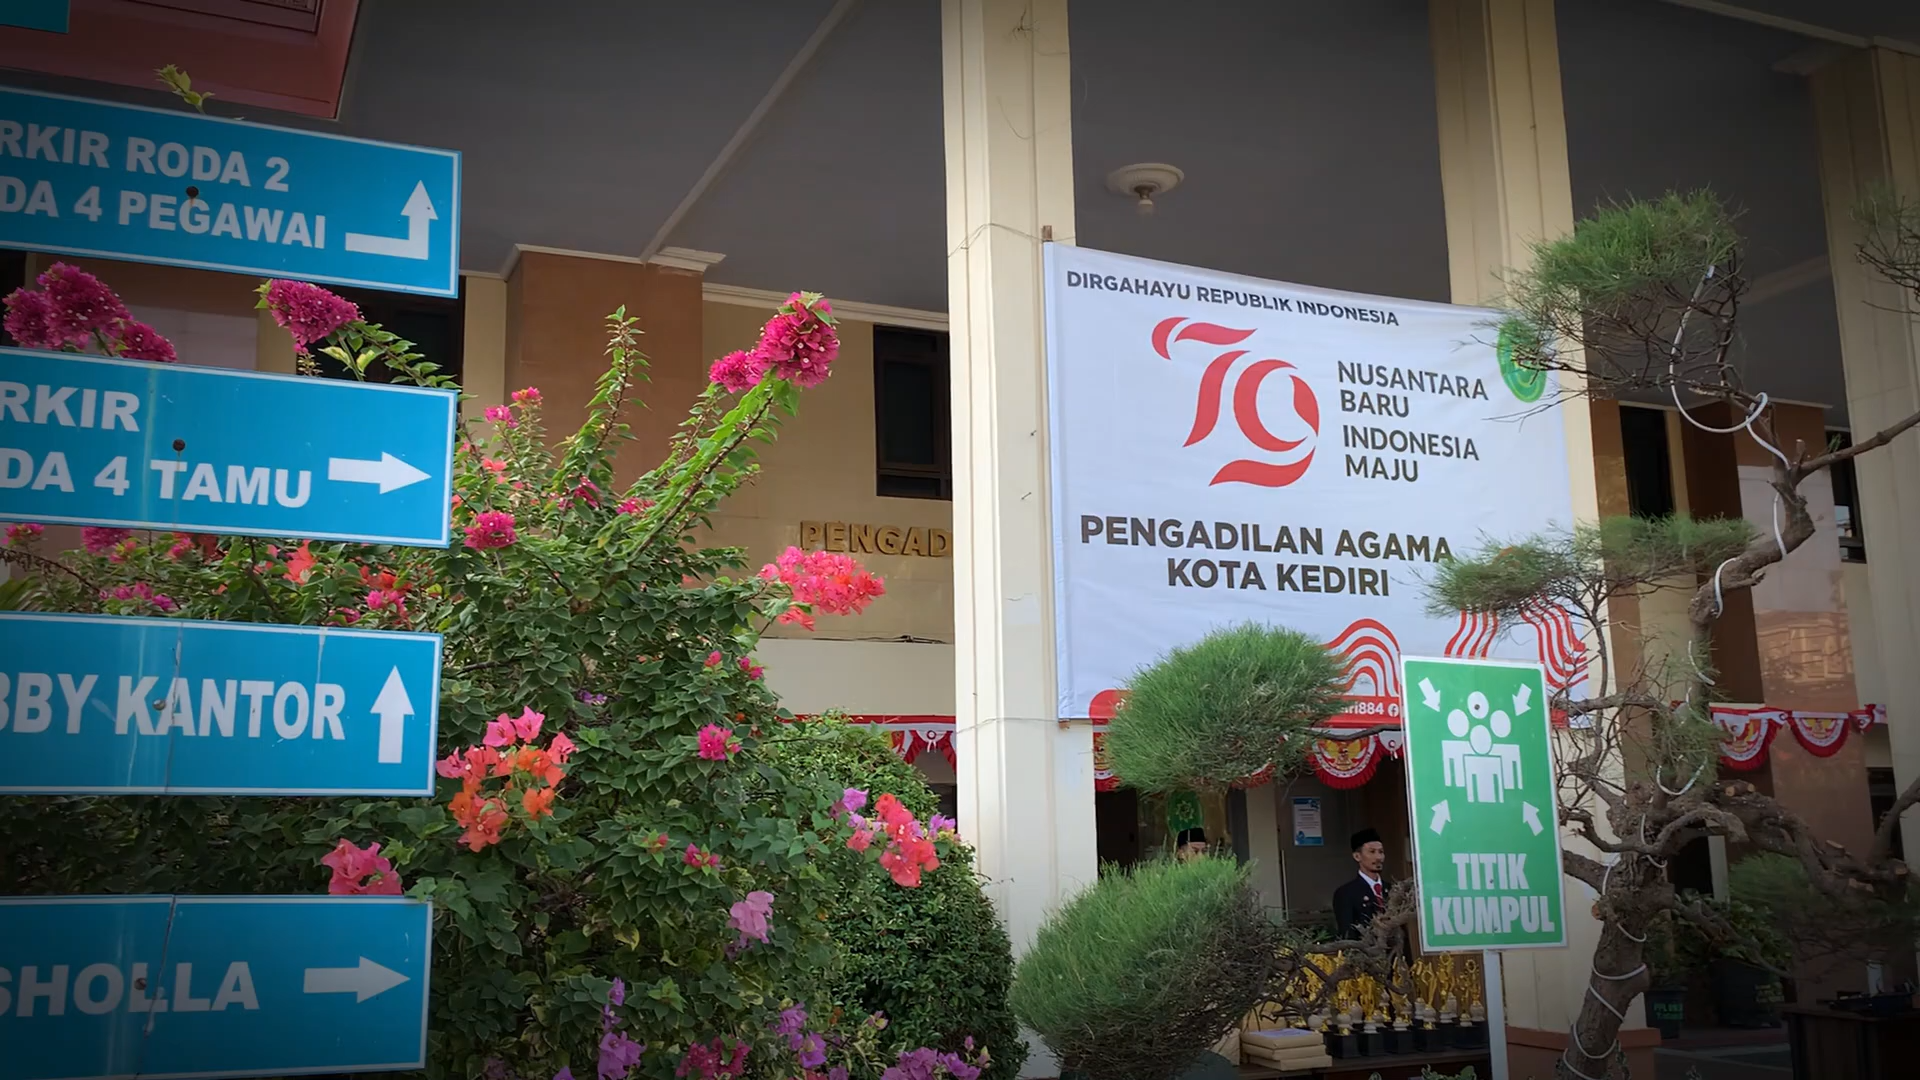 RKIR RODA 2
DA 4 PEGAWAI
RKIR
DA 4 TAMU
BBY KANTOR
SHOLLA
PENGAD
DIRGAHAYU REPUBLIK INDONESIA
79
NUSANTARA
BARU
INDONESIA
MAJU
PENGADILAN AGAMA
KOTA KEDIRI
TITIK
KUMPUL